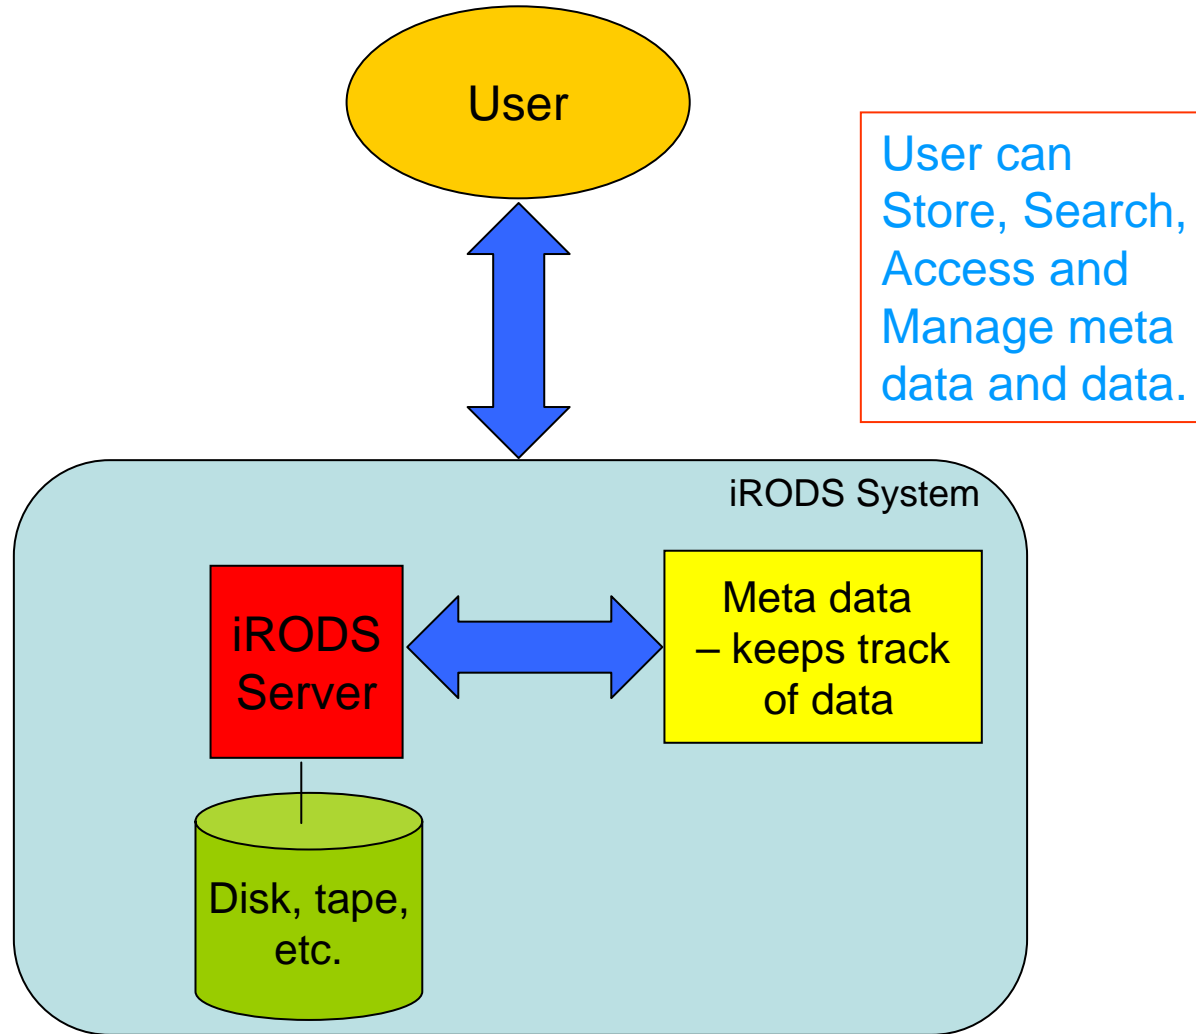 User
User can
Store, Search,
Access and
Manage meta
data and data.
iRODS System
iRODS
Server
Meta data
– keeps track
of data
Disk, tape,
etc.